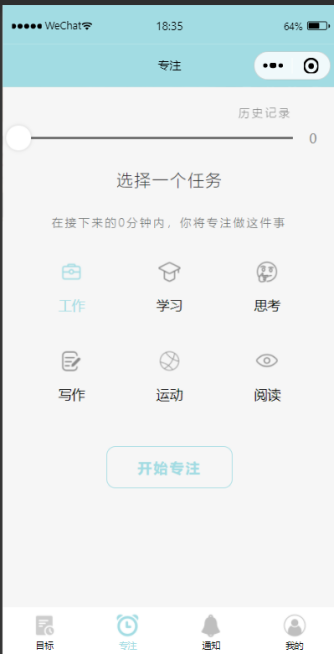 WeChat 18:35 64%
专注
历史记录
0
选择一个任务
在接下来的0分钟内，你将专注做这件事
工作 学习 思考
写作 运动 阅读
开始专注
目标 专注 通知 我的